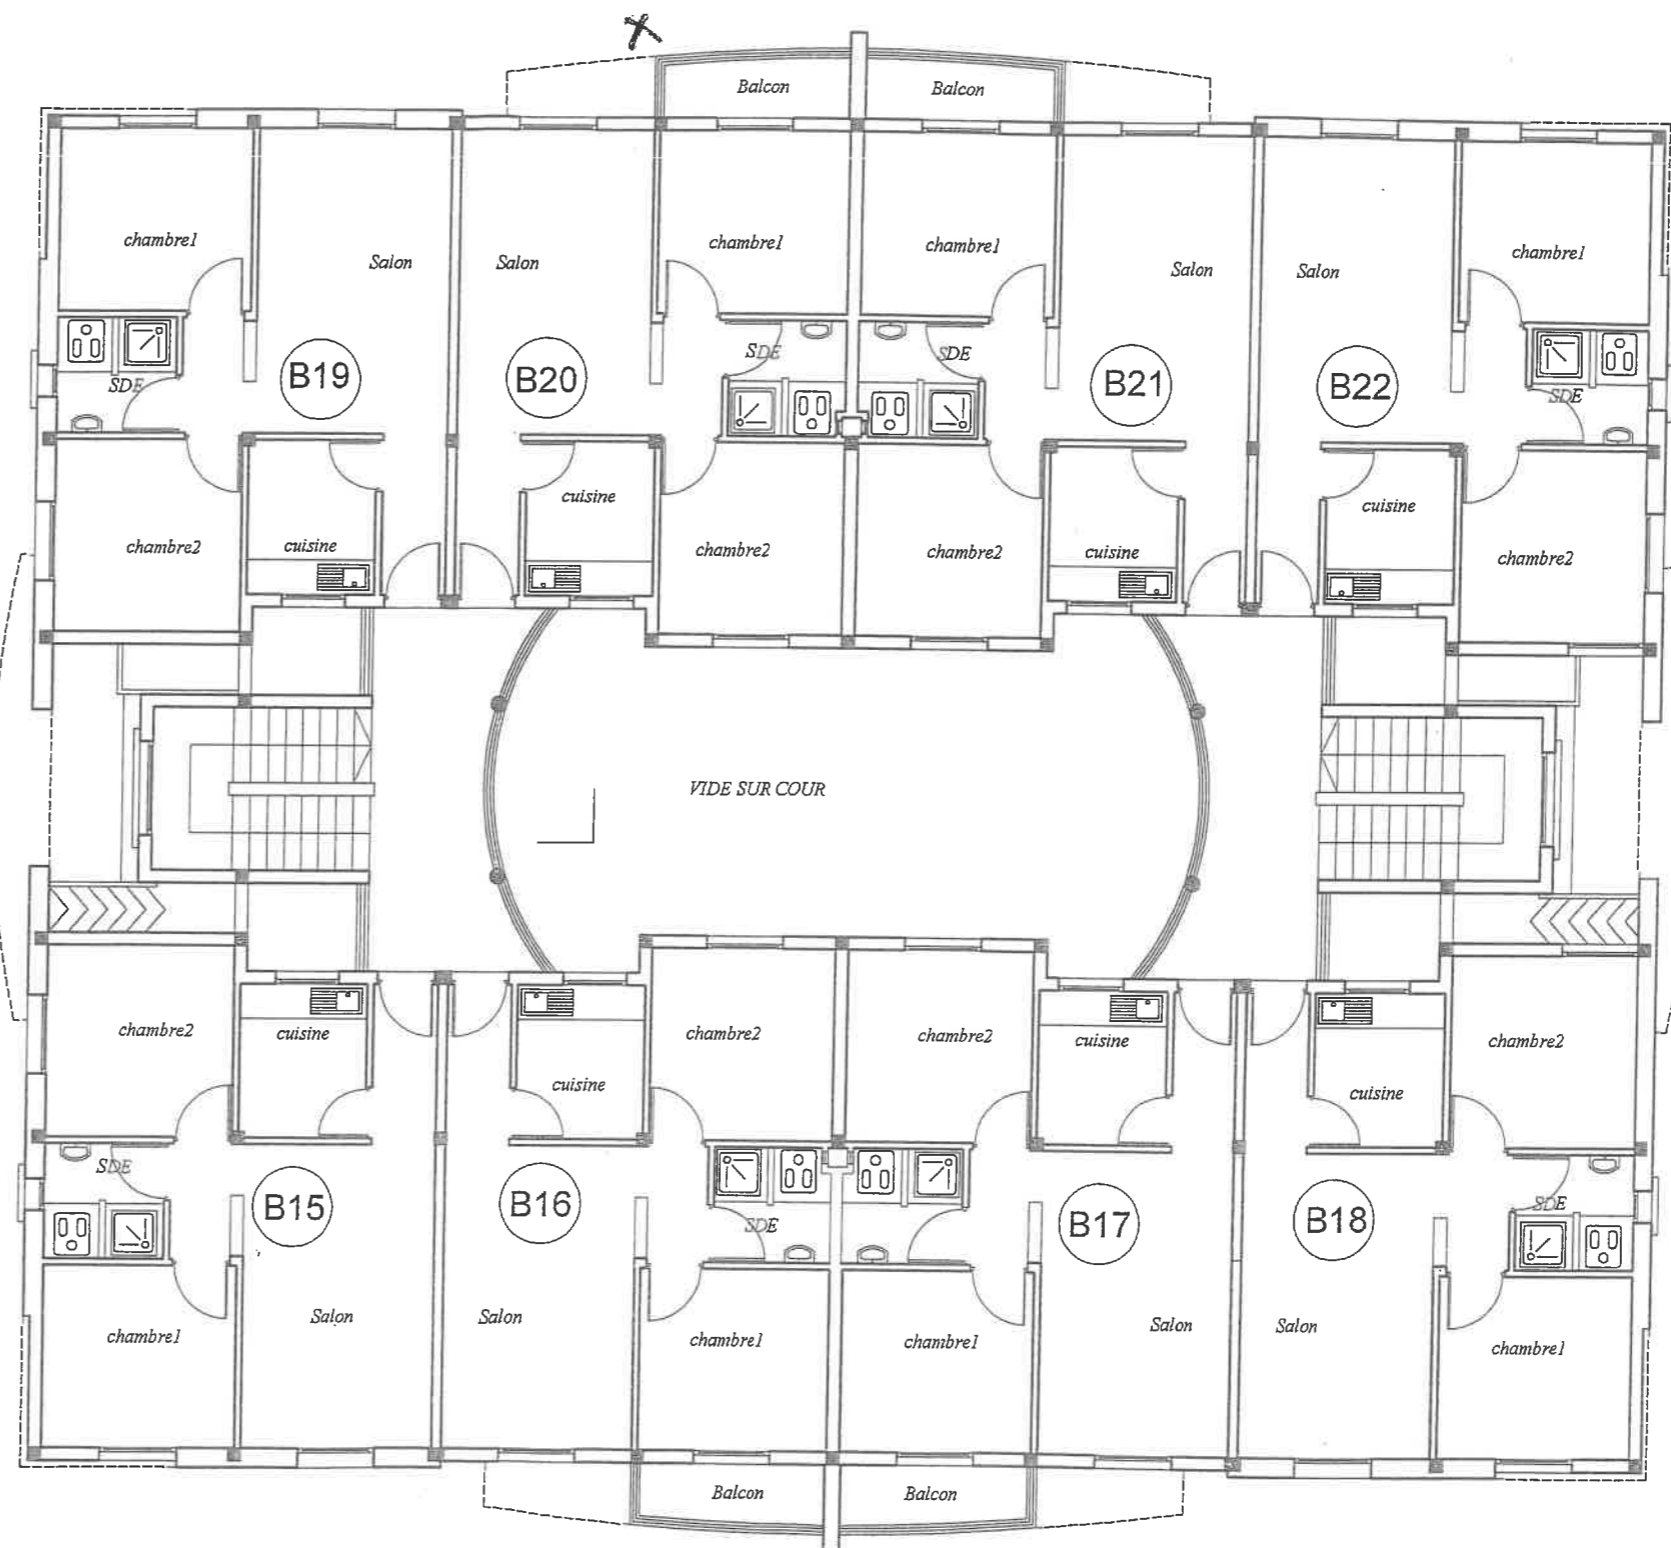 Balcon Balcon
chambre1 Salon Salon chambre1 chambre1 Salon Salon chambre1
SDE B19 B20 SDE SDE B21 B22 SDE
chambre2 cuisine cuisine chambre2 chambre2 cuisine cuisine chambre2
VIDE SUR COUR
chambre2 cuisine cuisine chambre2 chambre2 cuisine cuisine chambre2
SDE B15 B16 SDE B17 B18 SDE
chambre1 Salon Salon chambre1 chambre1 Salon Salon chambre1
Balcon Balcon